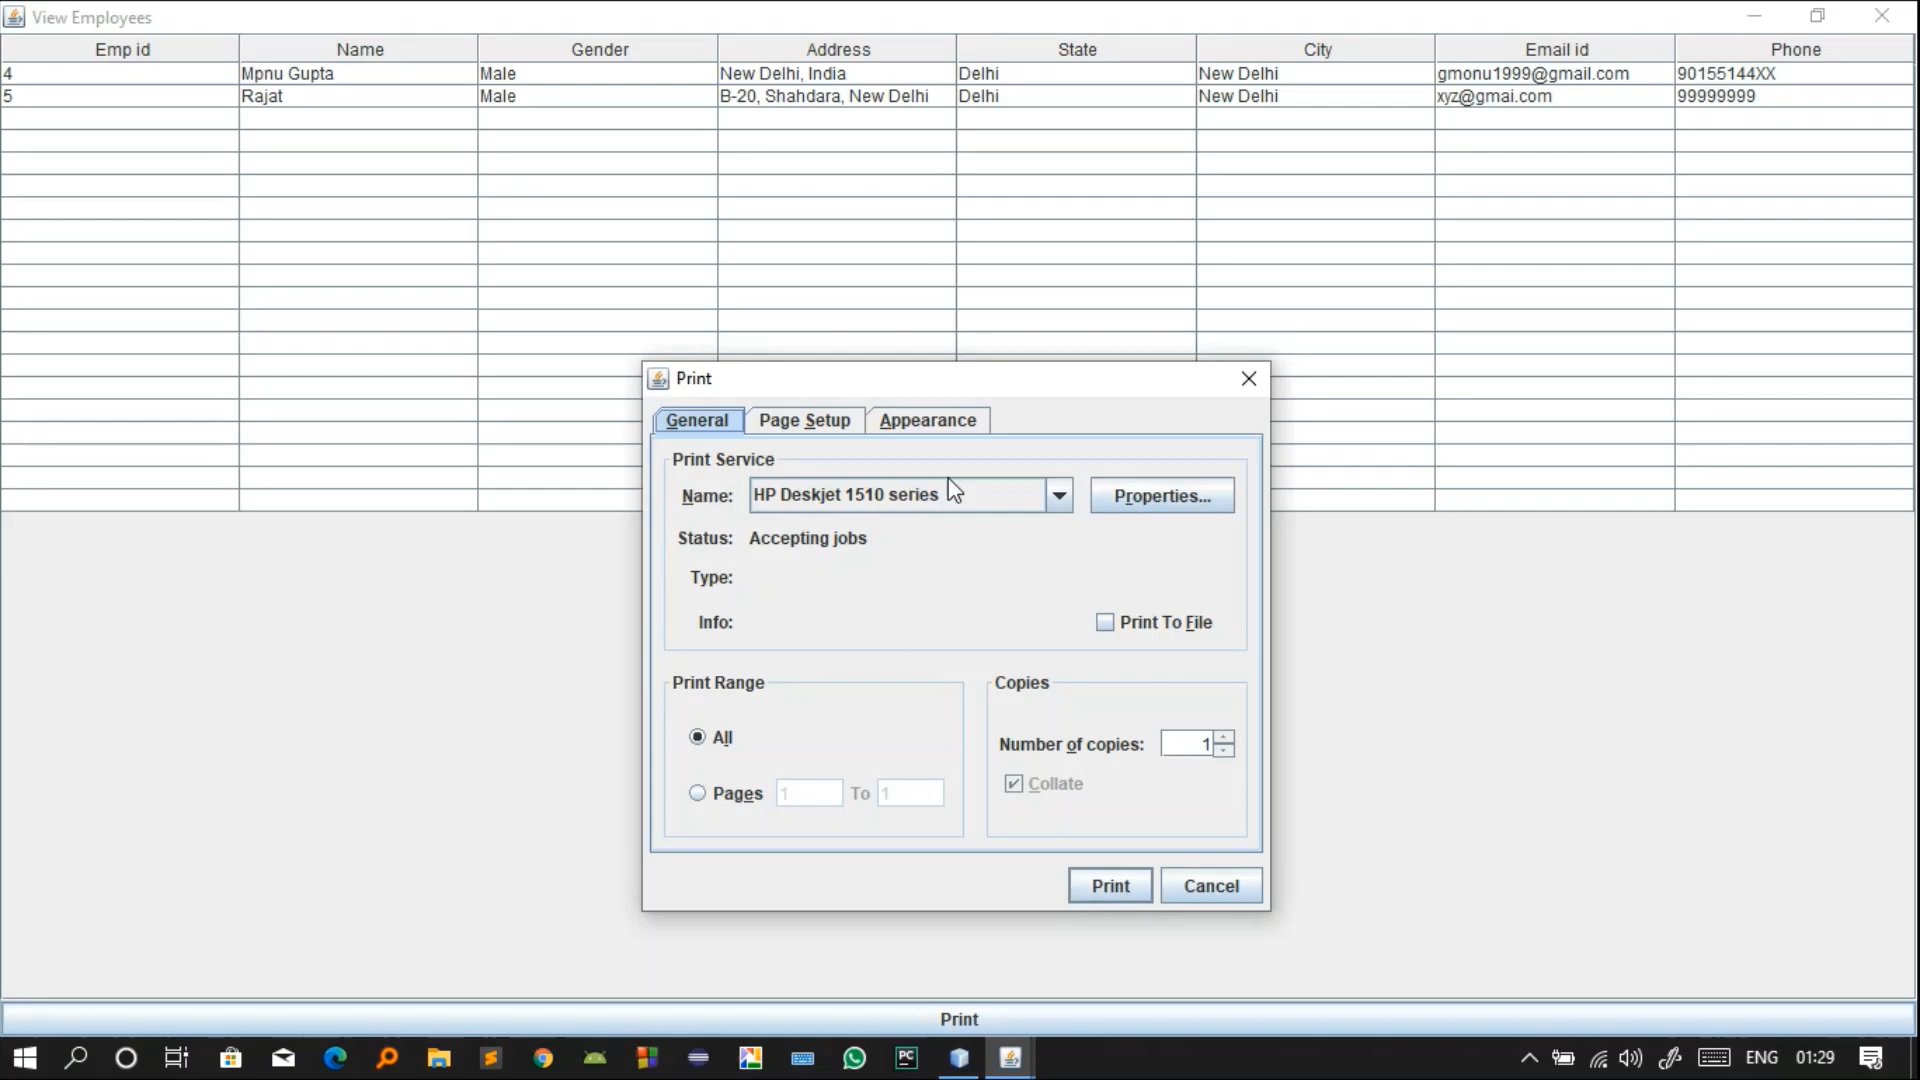 View Employees
Emp id Name Gender Address State City Email id Phone
4 Mpnu Gupta Male New Delhi, India Delhi New Delhi gmonu1999@gmail.com 90155144XX
5 Rajat Male B-20, Shahdara, New Delhi Delhi New Delhi xyz@gmai.com 99999999
Print
General Page Setup Appearance
Print Service
Name: HP Deskjet 1510 series Properties...
Status: Accepting jobs
Type:
Info: Print To File
Print Range Copies
All
Number of copies: 1
Collate
Pages 1 To 1
Print Cancel
Print
PC ENG 01:29